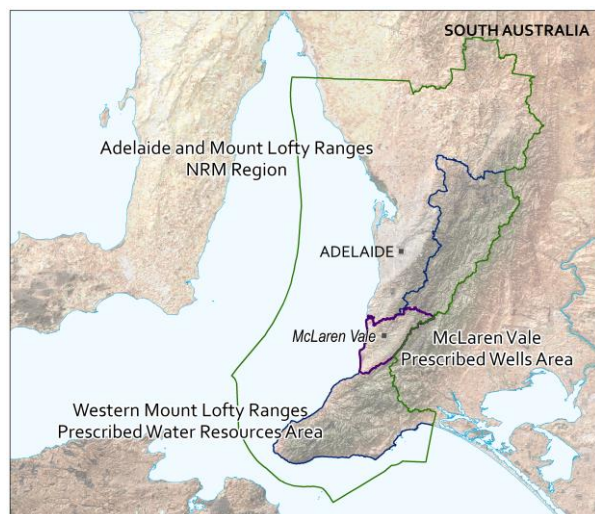 SOUTH AUSTRALIA
Adelaide and Mount Lofty Ranges
NRM Region
ADELAIDE
McLaren Vale
McLaren Vale
Prescribed Wells Area
Western Mount Lofty Ranges
Prescribed Water Resources Area